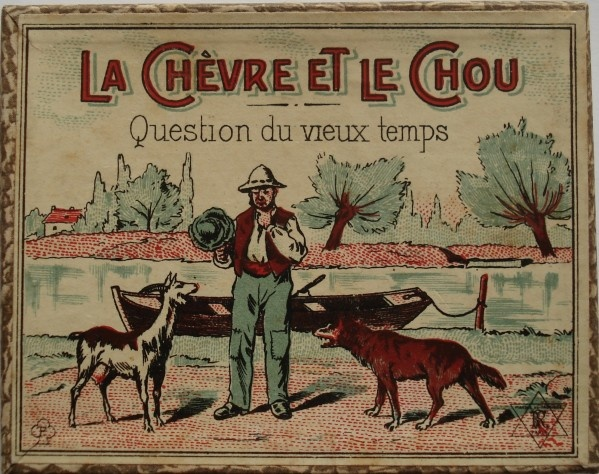 LA CHÈVRE ET LE CHOU
Question du vieux temps